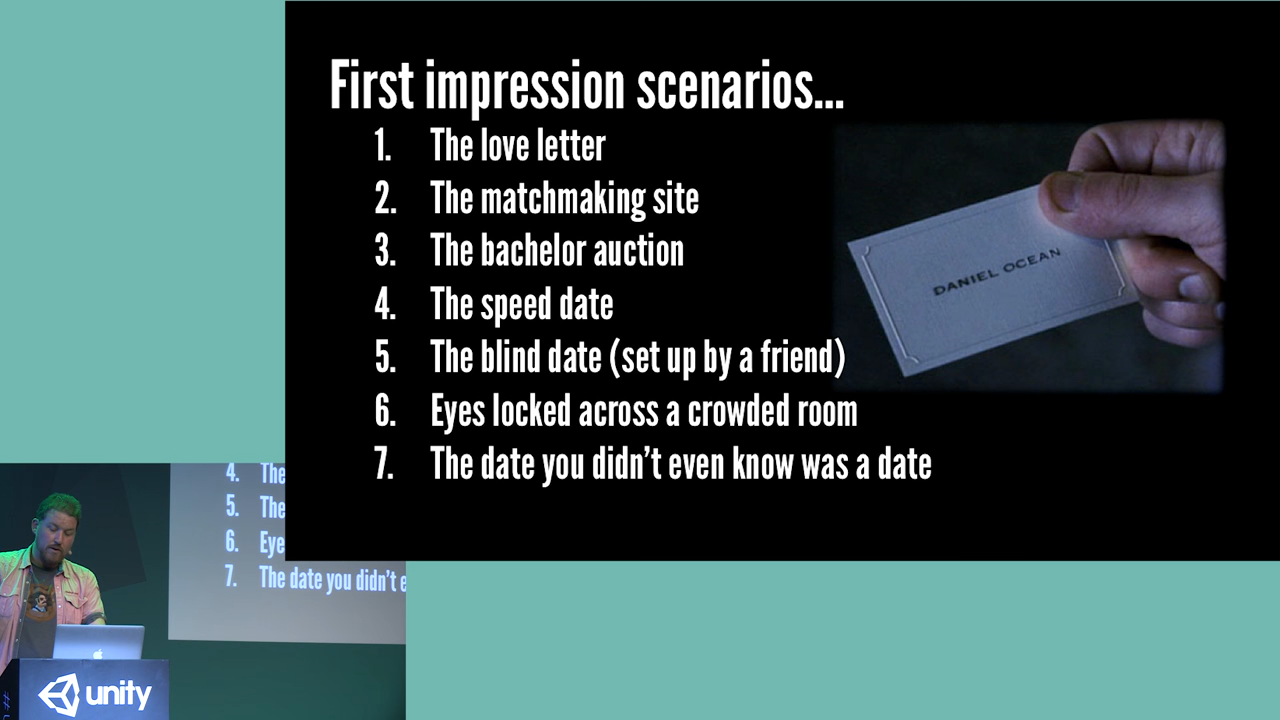 First impression scenarios...
1. The love letter
2. The matchmaking site
3. The bachelor auction
4. The speed date
5. The blind date (set up by a friend)
6. Eyes locked across a crowded room
7. The date you didn't even know was a date
DANIEL OCEAN
4. The
5. The
6. Eye
7. The date you didn't e
unity